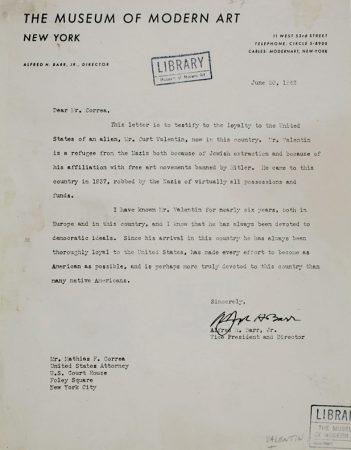 THE MUSEUM OF MODERN ART
NEW YORK
11 WEST 53rd STREET
TELEPHONE, CIRCLE 5-8900
CABLES: MODERNART, NEW-YORK
ALFRED H. BARR, JR., DIRECTOR
LIBRARY
Museum of Modern Art
June 1942
Dear Mr. Correa,
This letter is to testify to the loyalty to the United
States of an alien, Mr. Curt Valentin, now in this country. Mr. Valentin
is a refugee from the Nazis both because of Jewish extraction and because of
his affiliation with free art movements banned by Hitler. He came to this
country in 1937, robbed by the Nazis of virtually all possessions and
funds.
I have known Mr. Valentin for nearly six years, both in
Europe and in this country, and I know that he has always been devoted to
democratic ideals. Since his arrival in this country he has always been
thoroughly loyal to the United States, has made every effort to become as
American as possible, and is perhaps more truly devoted to this country than
many native Americans.
Sincerely,
Alfred H. Barr, Jr.
Vice President and Director
Mr. Mathias F. Correa
United States Attorney
U.S. Court House
Foley Square
New York City
LIBRA
THE MUSEU
OF MODERN
VALENTIN